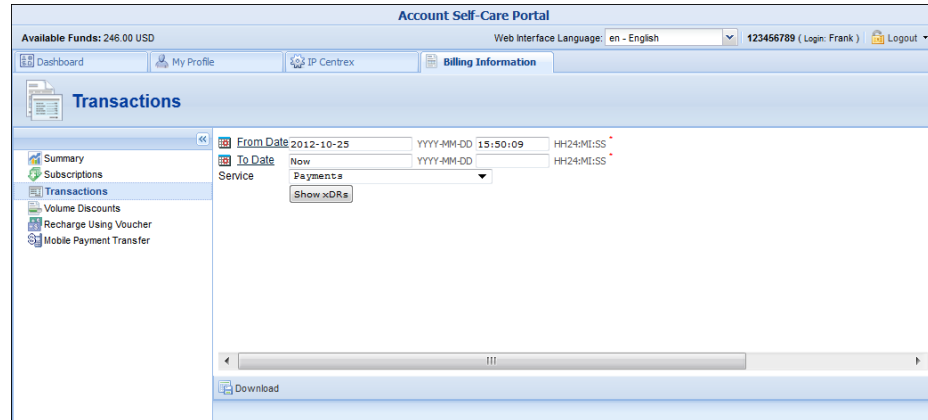 Account Self-Care Portal
Available Funds: 246.00 USD Web Interface Language: en - English 123456789 ( Login: Frank ) Logout
Dashboard My Profile IP Centrex Billing Information
Transactions
From Date 2012-10-25 YYYY-MM-DD 15:50:09 HH24:MI:SS *
To Date Now YYYY-MM-DD HH24:MI:SS *
Service Payments
Show xDRs
Summary
Subscriptions
Transactions
Volume Discounts
Recharge Using Voucher
Mobile Payment Transfer
Download